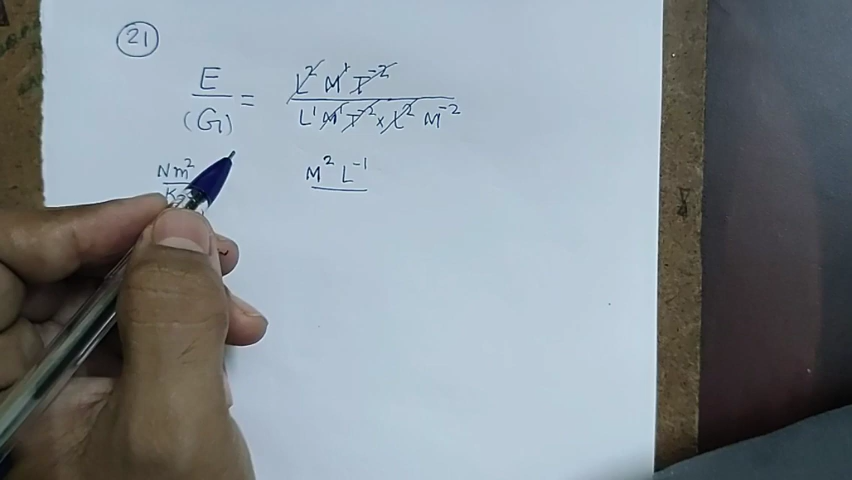 21
E/(G) = L² M¹ T⁻² / L¹ M¹ T⁻² × L² M⁻²
Nm²
M² L⁻¹